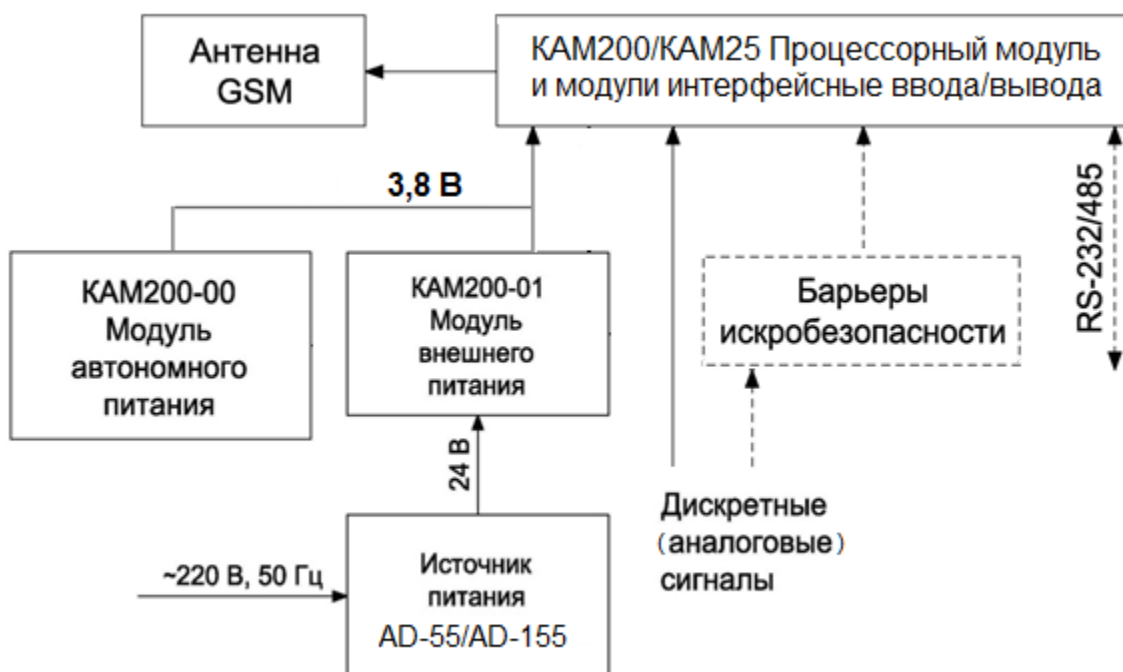 Антенна
GSM
КАМ200/КАМ25 Процессорный модуль
и модули интерфейсные ввода/вывода
3,8 В
RS-232/485
КАМ200-00
Модуль
автономного
питания
КАМ200-01
Модуль
внешнего
питания
Барьеры
искробезопасности
24 В
Дискретные
(аналоговые)
сигналы
~220 В, 50 Гц
Источник
питания
AD-55/AD-155